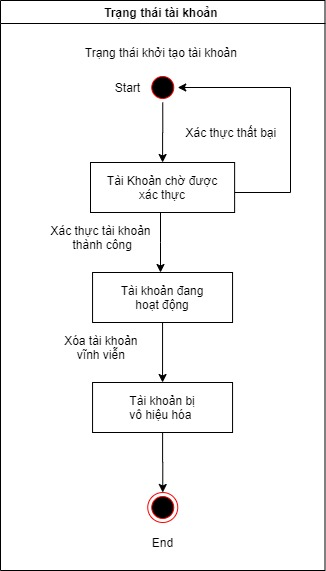 Trạng thái tài khoản
Trạng thái khởi tạo tài khoản
Start
Xác thực thất bại
Tài Khoản chờ được
xác thực
Xác thực tài khoản
thành công
Tài khoản đang
hoạt động
Xóa tài khoản
vĩnh viễn
Tài khoản bị
vô hiệu hóa
End